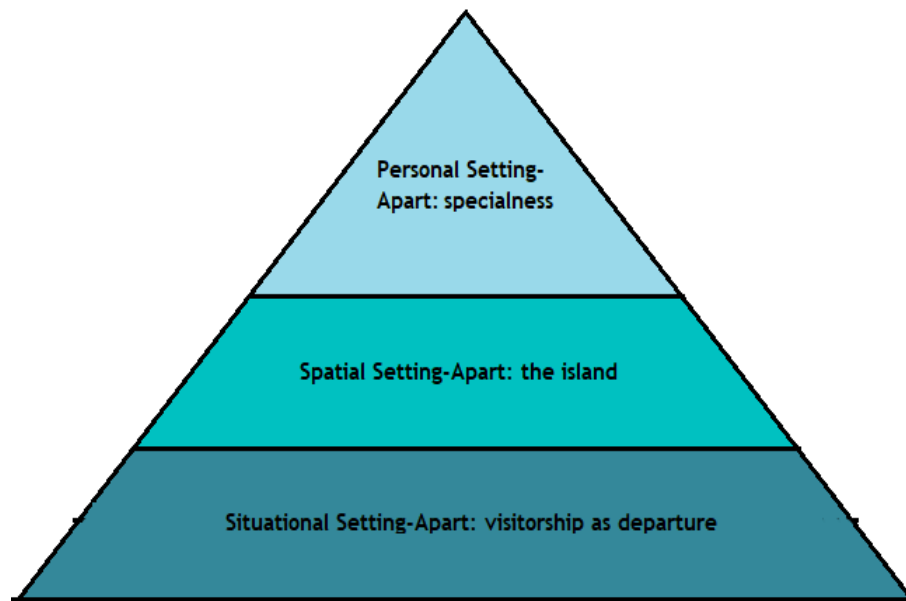 Personal Setting-
Apart: specialness
Spatial Setting-Apart: the island
Situational Setting-Apart: visitorship as departure